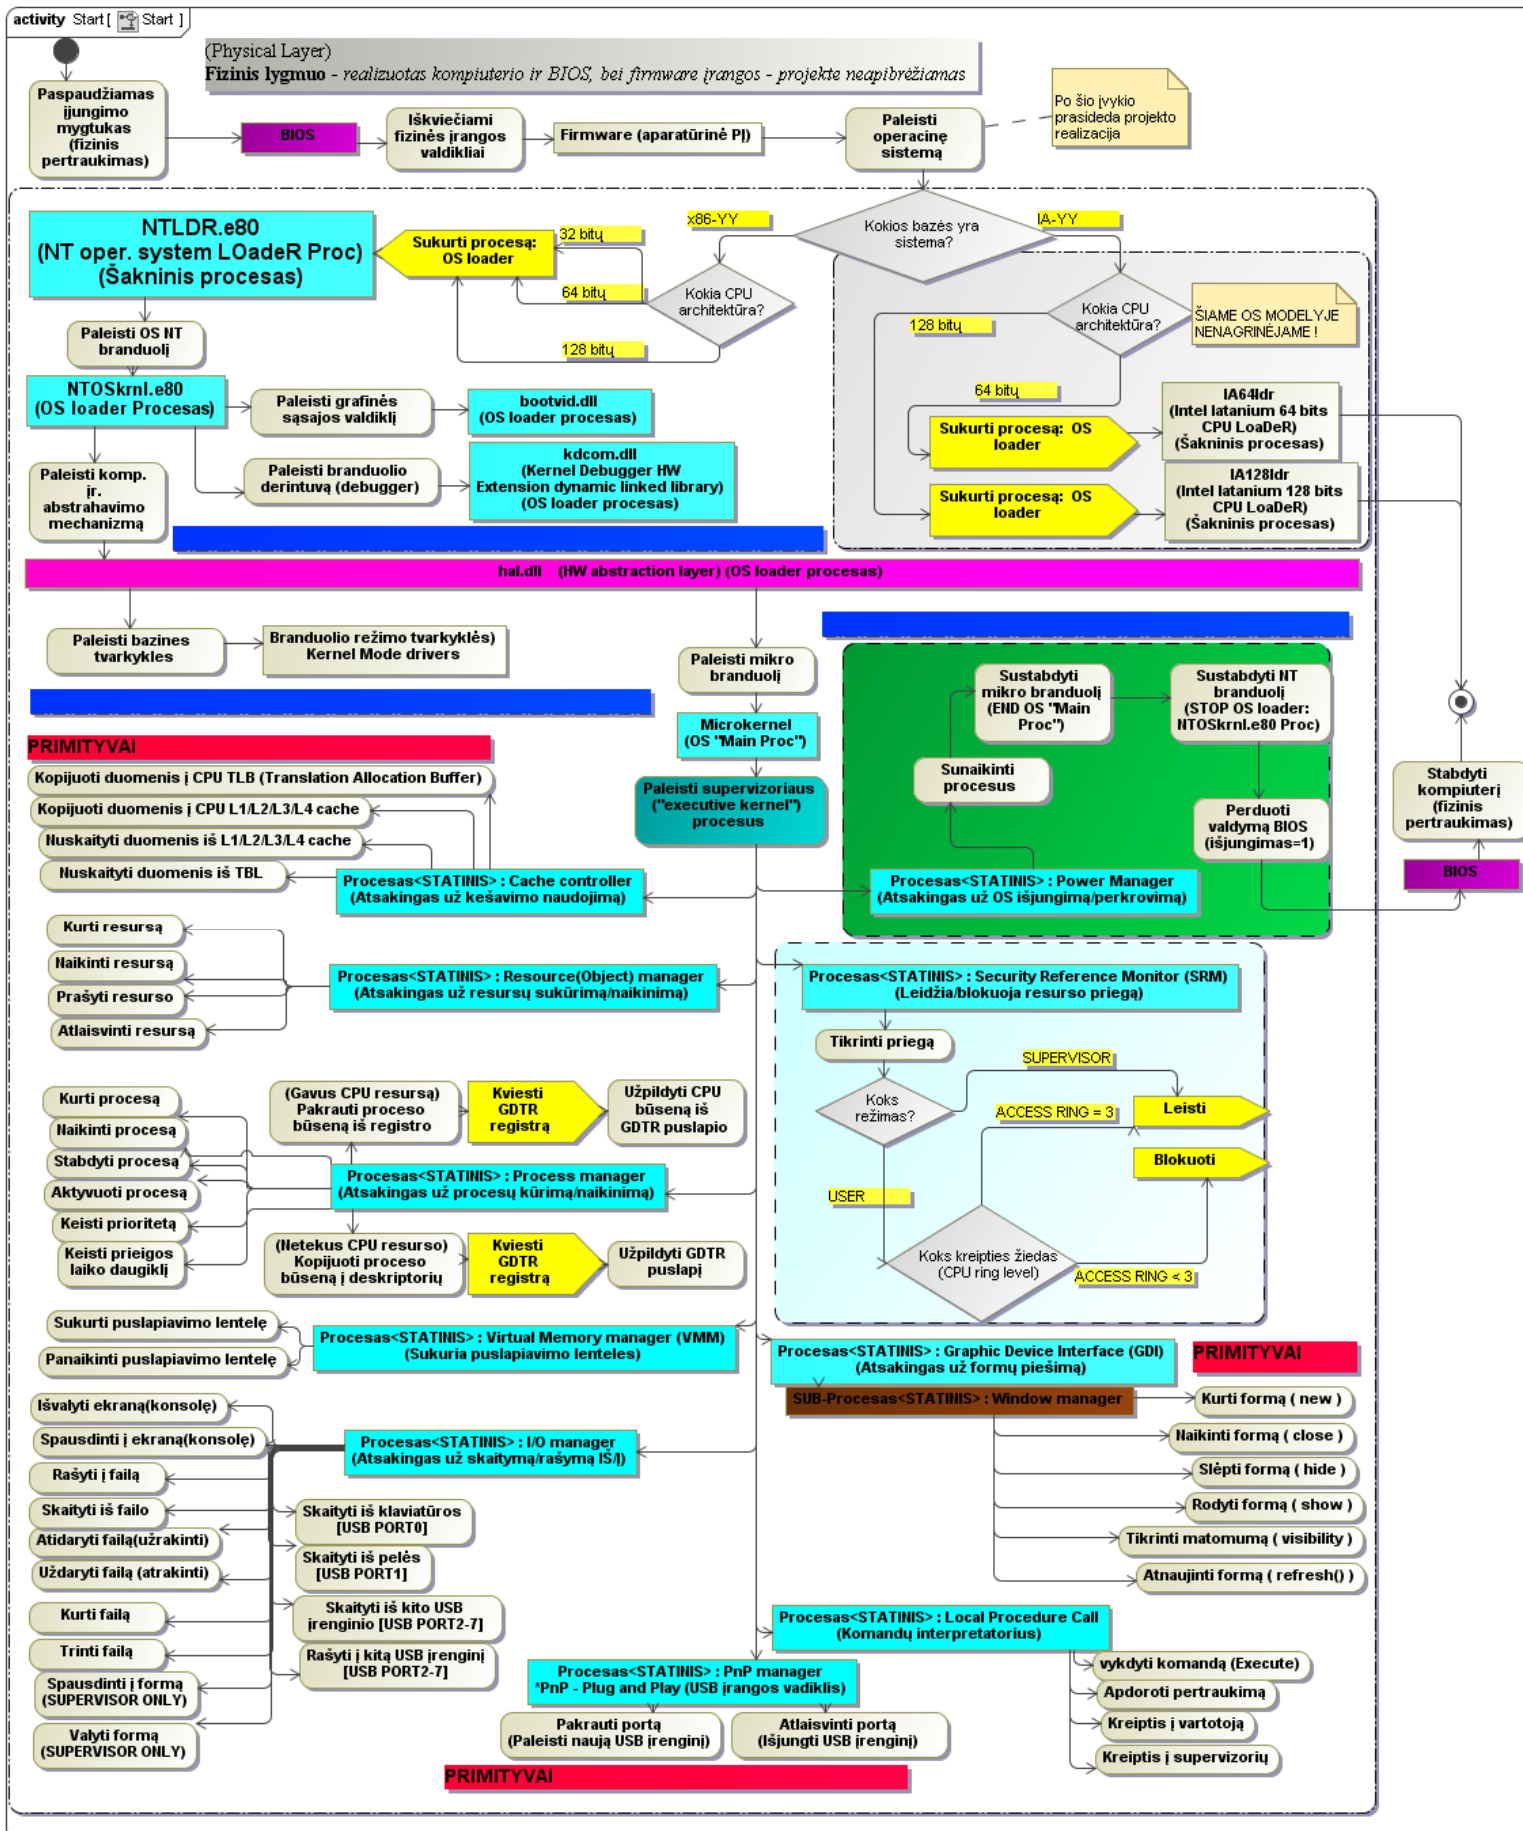 activity Start [ Start ]
(Physical Layer)
Fizinis lygmuo - realizuotas kompiuterio ir BIOS, bei firmware įrangos - projekte neapibrėžiamas
Paspaudžiamas
įjungimo
mygtukas
(fizinis
pertraukimas)
BIOS
Iškviečiami
fizinės įrangos
valdikliai
Firmware (aparatūrinė PĮ)
Paleisti
operacinę
sistemą
Po šio įvykio
prasideda projekto
realizacija
Kokios bazės yra
sistema?
x86-YY
IA-YY
NTLDR.e80
(NT oper. system LOadeR Proc)
(Šakninis procesas)
Sukurti procesą:
OS loader
32 bitų
64 bitų
128 bitų
Kokia CPU
architektūra?
Kokia CPU
architektūra?
ŠIAME OS MODELYJE
NENAGRINĖJAME !
128 bitų
64 bitų
Sukurti procesą: OS
loader
IA64ldr
(Intel latanium 64 bits
CPU LoaDeR)
(Šakninis procesas)
Sukurti procesą: OS
loader
IA128ldr
(Intel latanium 128 bits
CPU LoaDeR)
(Šakninis procesas)
Paleisti OS NT
branduolį
NTOSkrnl.e80
(OS loader Procesas)
Paleisti grafinės
sąsajos valdiklį
bootvid.dll
(OS loader procesas)
Paleisti komp.
įr.
abstrahavimo
mechanizmą
Paleisti branduolio
derintuvą (debugger)
kdcom.dll
(Kernel Debugger HW
Extension dynamic linked library)
(OS loader procesas)
hal.dll (HW abstraction layer) (OS loader procesas)
Paleisti bazines
tvarkykles
Branduolio režimo tvarkyklės)
Kernel Mode drivers
Paleisti mikro
branduolį
Microkernel
(OS "Main Proc")
Paleisti supervizoriaus
("executive kernel")
procesus
Sustabdyti
mikro branduolį
(END OS "Main
Proc")
Sustabdyti NT
branduolį
(STOP OS loader:
NTOSkrnl.e80 Proc)
Sunaikinti
procesus
Perduoti
valdymą BIOS
(išjungimas=1)
Procesas<STATINIS> : Power Manager
(Atsakingas už OS išjungimą/perkrovimą)
Stabdyti
kompiuterį
(fizinis
pertraukimas)
BIOS
PRIMITYVAI
Kopijuoti duomenis į CPU TLB (Translation Allocation Buffer)
Kopijuoti duomenis į CPU L1/L2/L3/L4 cache
Nuskaityti duomenis iš L1/L2/L3/L4 cache
Nuskaityti duomenis iš TBL
Procesas<STATINIS> : Cache controller
(Atsakingas už kešavimo naudojimą)
Kurti resursą
Naikinti resursą
Prašyti resurso
Atlaisvinti resursą
Procesas<STATINIS> : Resource(Object) manager
(Atsakingas už resursų sukūrimą/naikinimą)
Procesas<STATINIS> : Security Reference Monitor (SRM)
(Leidžia/blokuoja resurso priegą)
Tikrinti priegą
Koks
režimas?
SUPERVISOR
ACCESS RING = 3
Leisti
Blokuoti
USER
Koks kreipties žiedas
(CPU ring level)
ACCESS RING < 3
Kurti procesą
Naikinti procesą
Stabdyti procesą
Aktyvuoti procesą
Keisti prioritetą
Keisti prieigos
laiko daugiklį
(Gavus CPU resursą)
Pakrauti proceso
būseną iš registro
Kviesti
GDTR
registrą
Užpildyti CPU
būseną iš
GDTR puslapio
Procesas<STATINIS> : Process manager
(Atsakingas už procesų kūrimą/naikinimą)
(Netekus CPU resurso)
Kopijuoti proceso
būseną į deskriptorių
Kviesti
GDTR
registrą
Užpildyti GDTR
puslapį
Sukurti puslapiavimo lentelę
Panaikinti puslapiavimo lentelę
Procesas<STATINIS> : Virtual Memory manager (VMM)
(Sukuria puslapiavimo lenteles)
Procesas<STATINIS> : Graphic Device Interface (GDI)
(Atsakingas už formų piešimą)
PRIMITYVAI
SUB-Procesas<STATINIS> : Window manager
Kurti formą ( new )
Naikinti formą ( close )
Slėpti formą ( hide )
Rodyti formą ( show )
Tikrinti matomumą ( visibility )
Atnaujinti formą ( refresh() )
Išvalyti ekraną(konsolę)
Spausdinti į ekraną(konsolę)
Rašyti į failą
Skaityti iš failo
Atidaryti failą(užrakinti)
Uždaryti failą (atrakinti)
Kurti failą
Trinti failą
Spausdinti į formą
(SUPERVISOR ONLY)
Valyti formą
(SUPERVISOR ONLY)
Procesas<STATINIS> : I/O manager
(Atsakingas už skaitymą/rašymą IŠ/Į)
Skaityti iš klaviatūros
[USB PORT0]
Skaityti iš pelės
[USB PORT1]
Skaityti iš kito USB
įrenginio [USB PORT2-7]
Rašyti į kitą USB įrenginį
[USB PORT2-7]
Procesas<STATINIS> : Local Procedure Call
(Komandų interpretatorius)
vykdyti komandą (Execute)
Apdoroti pertraukimą
Kreiptis į vartotoją
Kreiptis į supervizorių
Procesas<STATINIS> : PnP manager
*PnP - Plug and Play (USB įrangos vadiklis)
Pakrauti portą
(Paleisti naują USB įrenginį)
Atlaisvinti portą
(Išjungti USB įrenginį)
PRIMITYVAI